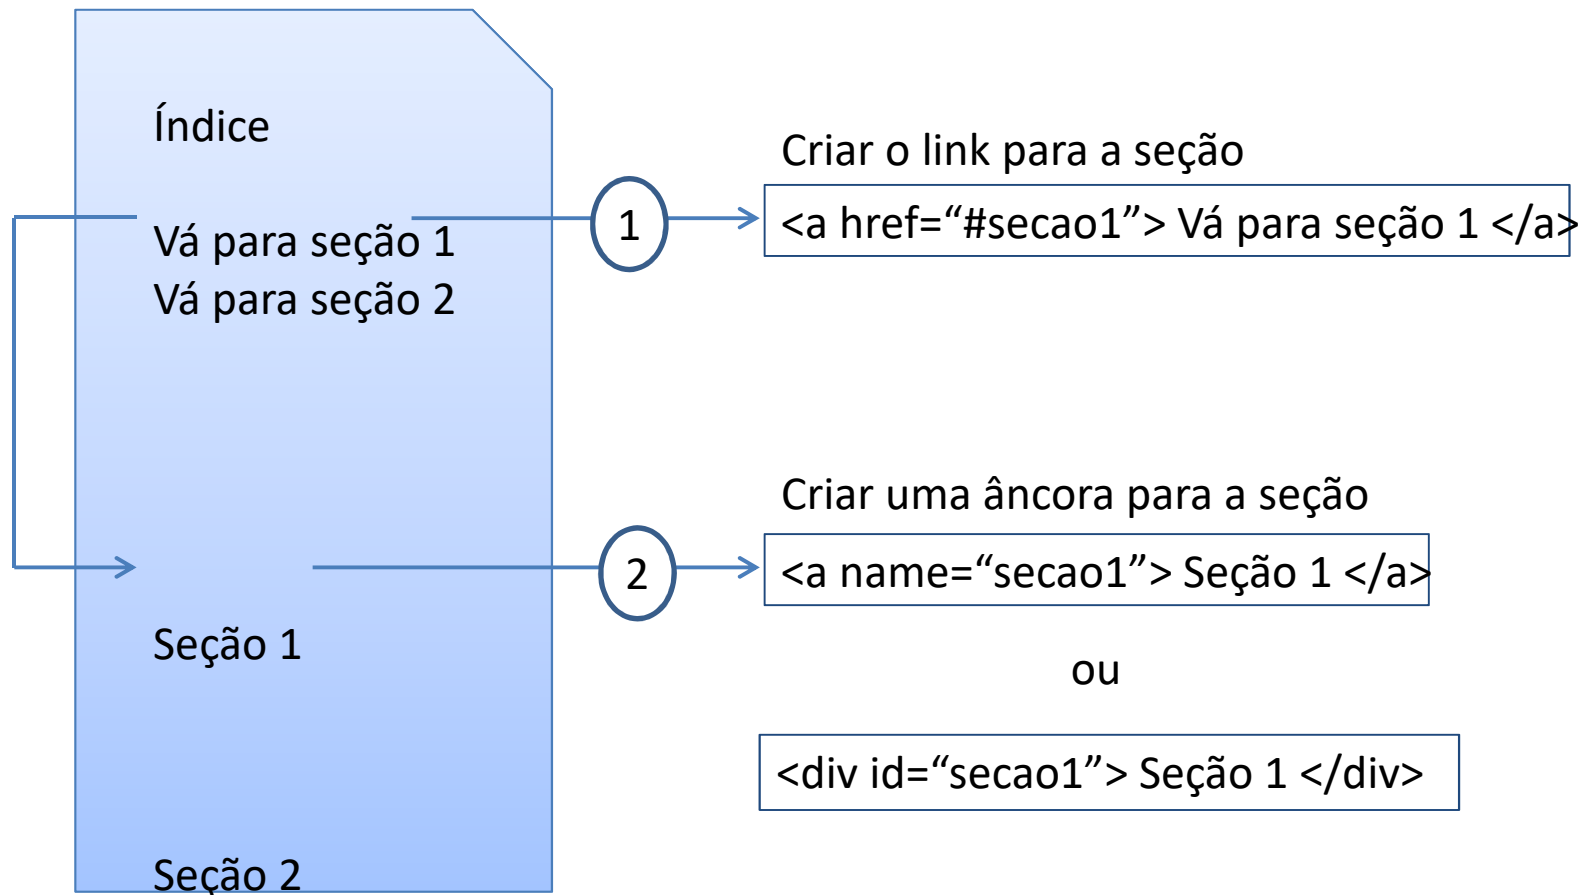 Índice
Vá para seção 1
Vá para seção 2
Seção 1
Seção 2
1
Criar o link para a seção
<a href=“#secao1”> Vá para seção 1 </a>
2
Criar uma âncora para a seção
<a name=“secao1”> Seção 1 </a>
ou
<div id=“secao1”> Seção 1 </div>